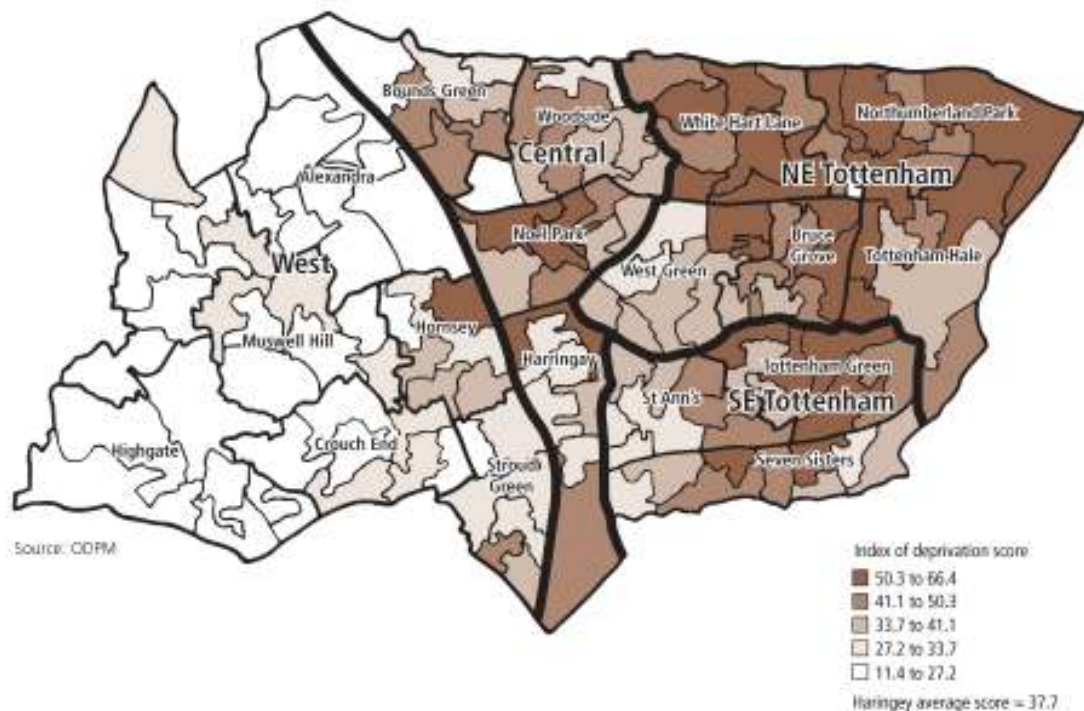 Bounds Green
Woodside
White Hart Lane
Northumberland Park
Central
Alexandra
NE Tottenham
Noel Park
Bruce
Grove
West Green
Tottenham Hale
West
Hornsey
Muswell Hill
Harringay
Tottenham Green
St Ann's
SE Tottenham
Highgate
Crouch End
Stroud
Green
Seven Sisters
Source: ODPM
Index of deprivation score
50.3 to 66.4
41.1 to 50.3
33.7 to 41.1
27.2 to 33.7
11.4 to 27.2
Haringey average score = 37.7